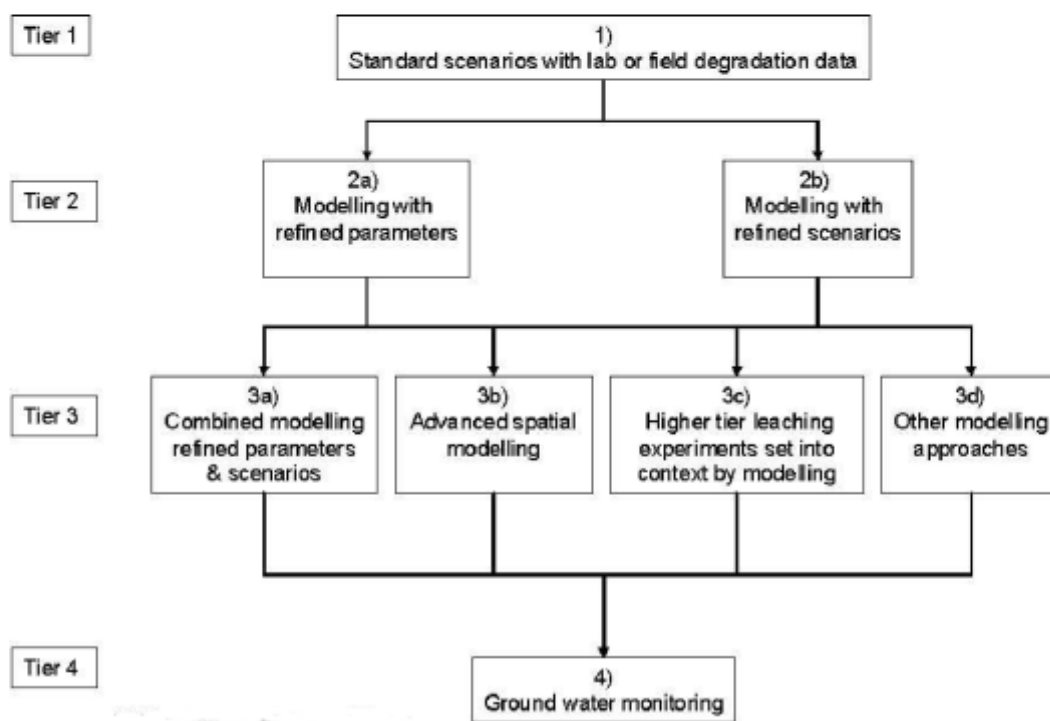 Tier 1
1)
Standard scenarios with lab or field degradation data
Tier 2
2a)
Modelling with
refined parameters
2b)
Modelling with
refined scenarios
Tier 3
3a)
Combined modelling
refined parameters
& scenarios
3b)
Advanced spatial
modelling
3c)
Higher tier leaching
experiments set into
context by modelling
3d)
Other modelling
approaches
Tier 4
4)
Ground water monitoring